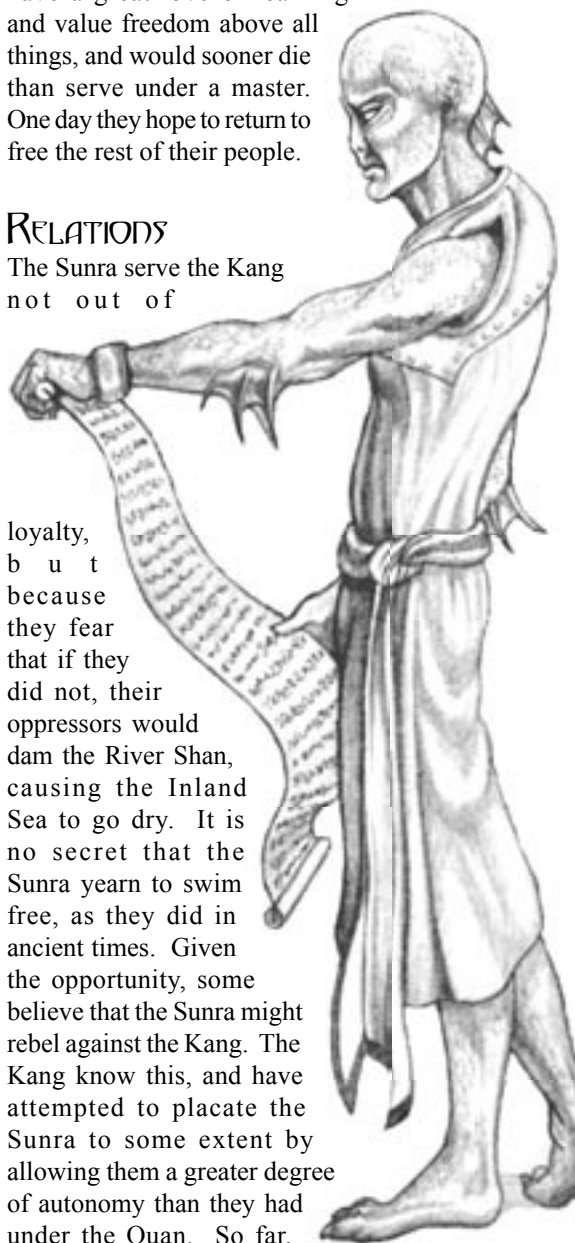 and value freedom above all
things, and would sooner die
than serve under a master.
One day they hope to return to
free the rest of their people.
RELATIONS
The Sunra serve the Kang
not out of
loyalty,
but
because
they fear
that if they
did not, their
oppressors would
dam the River Shan,
causing the Inland
Sea to go dry. It is
no secret that the
Sunra yearn to swim
free, as they did in
ancient times. Given
the opportunity, some
believe that the Sunra might
rebel against the Kang. The
Kang know this, and have
attempted to placate the
Sunra to some extent by
allowing them a greater degree
of autonomy than they had
under the Quan. So far,